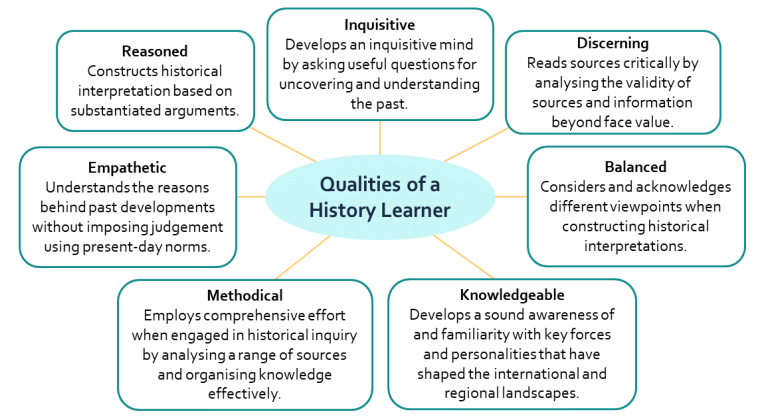 Inquisitive
Develops an inquisitive mind
by asking useful questions for
uncovering and understanding
the past.
Reasoned
Constructs historical
interpretation based on
substantiated arguments.
Discerning
Reads sources critically by
analysing the validity of
sources and information
beyond face value.
Empathetic
Understands the reasons
behind past developments
without imposing judgement
using present-day norms.
Qualities of a
History Learner
Balanced
Considers and acknowledges
different viewpoints when
constructing historical
interpretations.
Methodical
Employs comprehensive effort
when engaged in historical inquiry
by analysing a range of sources
and organising knowledge
effectively.
Knowledgeable
Develops a sound awareness of
and familiarity with key forces
and personalities that have
shaped the international and
regional landscapes.